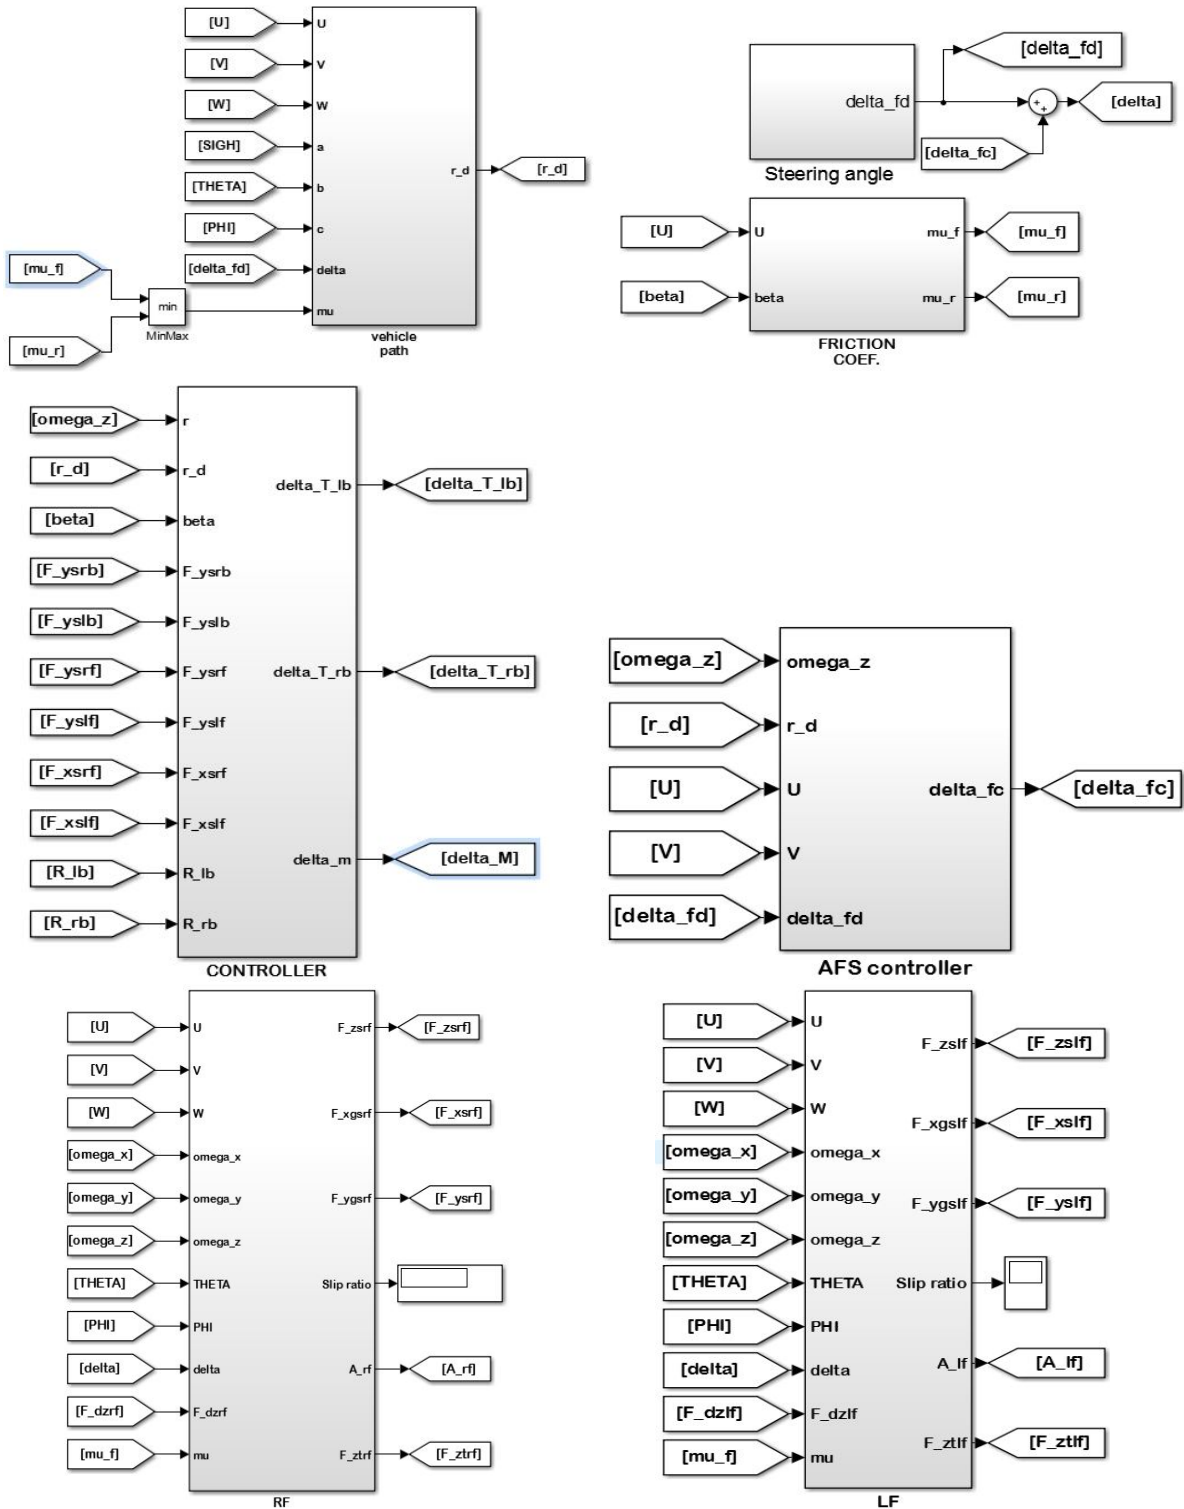 [U]
U
[V]
V
[W]
W
[SIGH]
a
[THETA]
b
[PHI]
c
[delta_fd]
delta
[mu_f]
[mu_r]
min
MinMax
mu
r_d
[r_d]
vehicle
path
delta_fd
[delta_fd]
+
+
[delta]
[delta_fc]
Steering angle
[U]
U
[beta]
beta
mu_f
[mu_f]
mu_r
[mu_r]
FRICTION
COEF.
[omega_z]
r
[r_d]
r_d
[beta]
beta
[F_ysrb]
F_ysrb
[F_yslb]
F_yslb
[F_ysrf]
F_ysrf
[F_yslf]
F_yslf
[F_xsrf]
F_xsrf
[F_xslf]
F_xslf
[R_lb]
R_lb
[R_rb]
R_rb
delta_T_lb
[delta_T_lb]
delta_T_rb
[delta_T_rb]
delta_m
[delta_M]
CONTROLLER
[omega_z]
omega_z
[r_d]
r_d
[U]
U
[V]
V
[delta_fd]
delta_fd
delta_fc
[delta_fc]
AFS controller
[U]
U
[V]
V
[W]
W
[omega_x]
omega_x
[omega_y]
omega_y
[omega_z]
omega_z
[THETA]
THETA
[PHI]
PHI
[delta]
delta
[F_dzrf]
F_dzrf
[mu_f]
mu
F_zsrf
[F_zsrf]
F_xgsrf
[F_xsrf]
F_ygsrf
[F_ysrf]
Slip ratio
A_rf
[A_rf]
F_ztrf
[F_ztrf]
RF
[U]
U
[V]
V
[W]
W
[omega_x]
omega_x
[omega_y]
omega_y
[omega_z]
omega_z
[THETA]
THETA
[PHI]
PHI
[delta]
delta
[F_dzlf]
F_dzlf
[mu_f]
mu
F_zslf
[F_zslf]
F_xgslf
[F_xslf]
F_ygslf
[F_yslf]
Slip ratio
A_lf
[A_lf]
F_ztlf
[F_ztlf]
LF